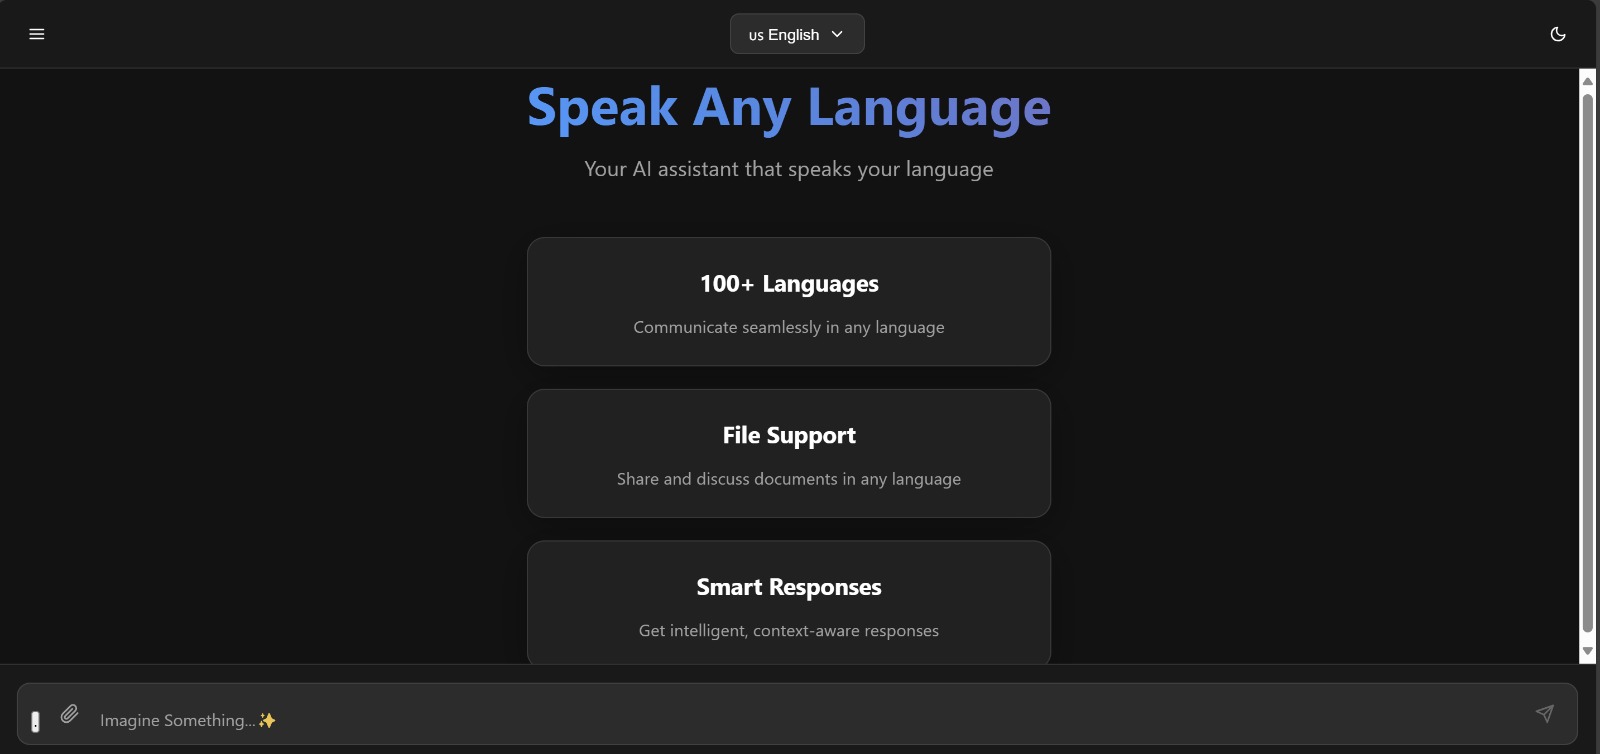 us English
Speak Any Language
Your AI assistant that speaks your language
100+ Languages
Communicate seamlessly in any language
File Support
Share and discuss documents in any language
Smart Responses
Get intelligent, context-aware responses
Imagine Something...✨